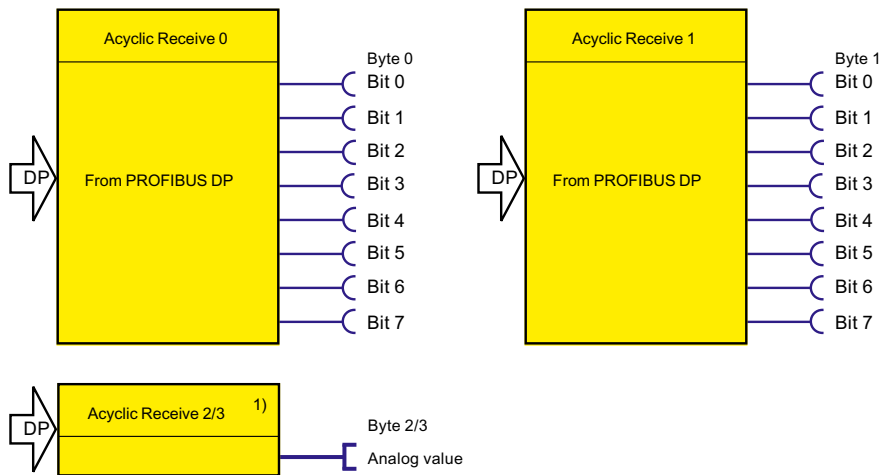 Acyclic Receive 0
Byte 0
Bit 0
Bit 1
Bit 2
DP
From PROFIBUS DP
Bit 3
Bit 4
Bit 5
Bit 6
Bit 7
Acyclic Receive 1
Byte 1
Bit 0
Bit 1
Bit 2
DP
From PROFIBUS DP
Bit 3
Bit 4
Bit 5
Bit 6
Bit 7
DP
Acyclic Receive 2/3 1)
Byte 2/3
Analog value